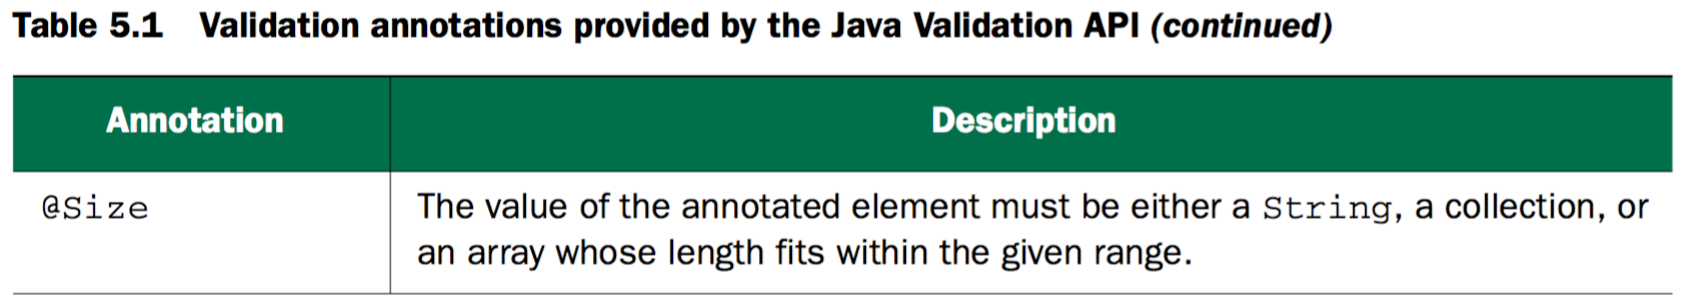 Table 5.1 Validation annotations provided by the Java Validation API (continued)
Annotation Description
@Size The value of the annotated element must be either a String, a collection, or
an array whose length fits within the given range.